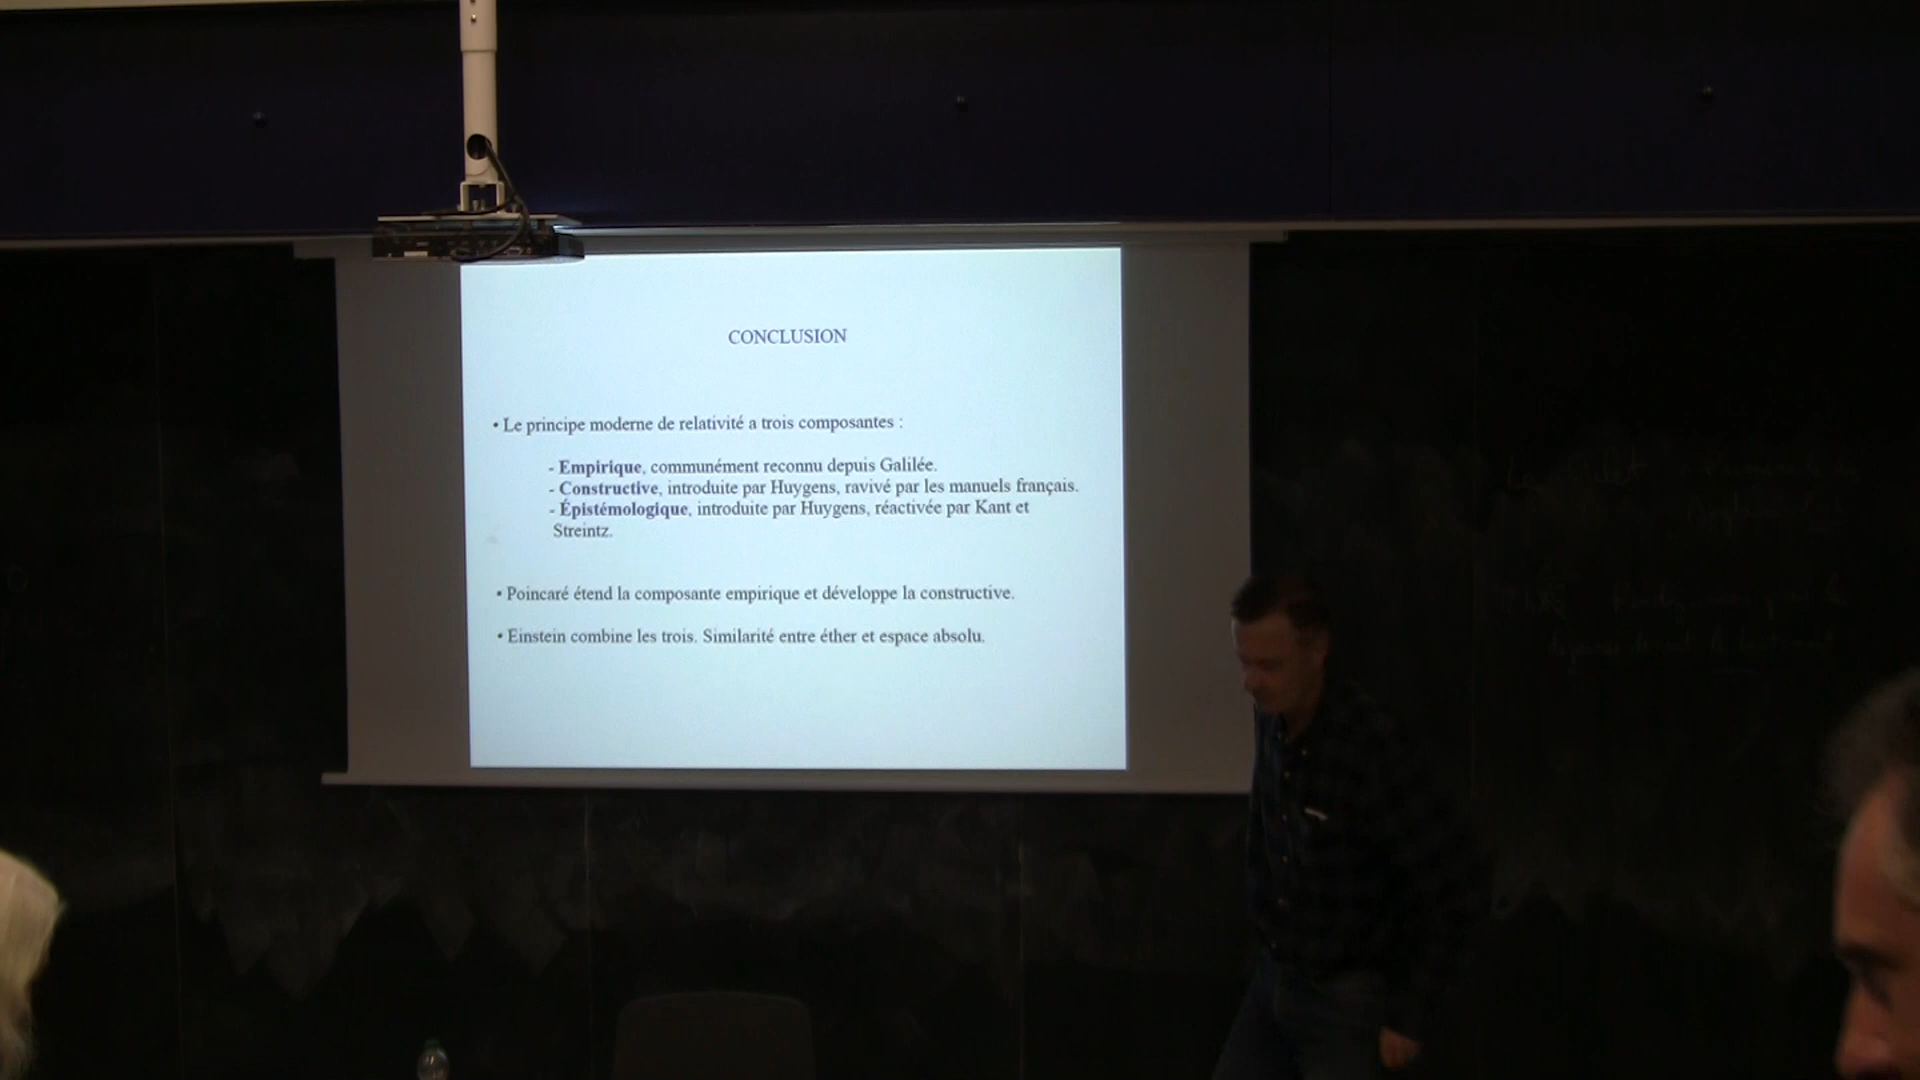 CONCLUSION
• Le principe moderne de relativité a trois composantes :
- Empirique, communément reconnu depuis Galilée.
- Constructive, introduite par Huygens, ravivé par les manuels français.
- Épistémologique, introduite par Huygens, réactivée par Kant et
Streintz.
• Poincaré étend la composante empirique et développe la constructive.
• Einstein combine les trois. Similarité entre éther et espace absolu.